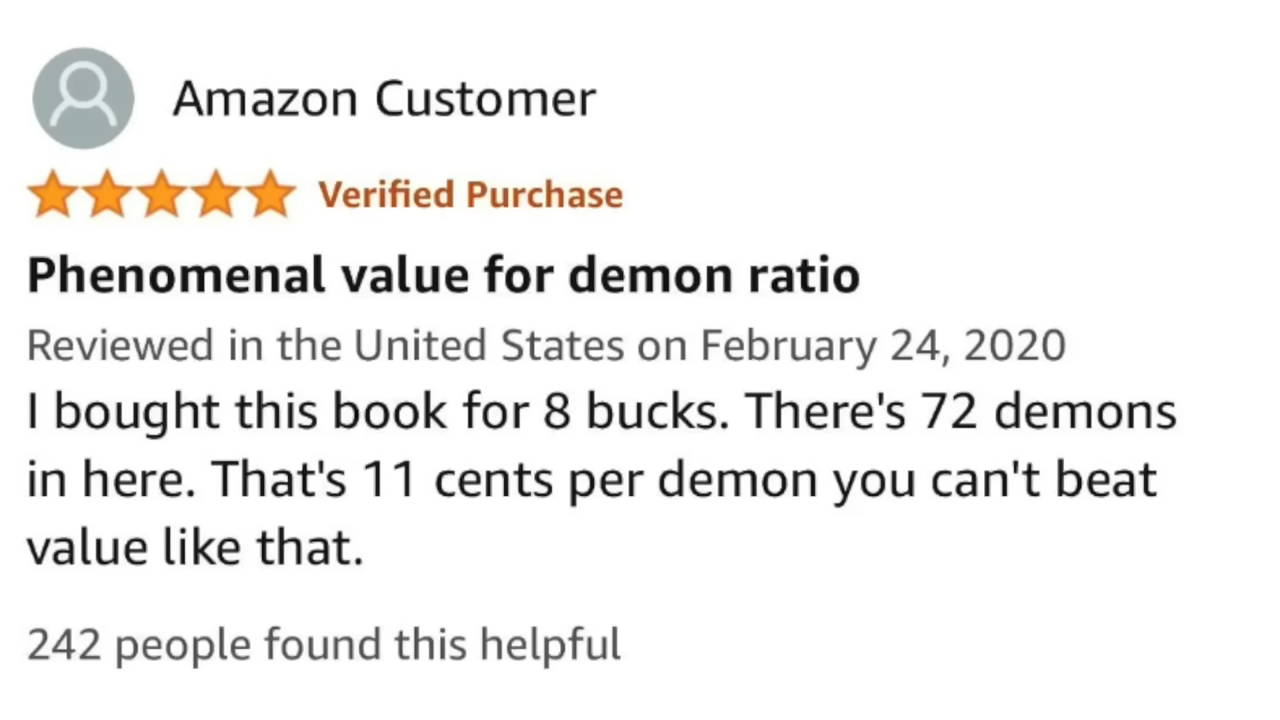 Amazon Customer
Verified Purchase
Phenomenal value for demon ratio
Reviewed in the United States on February 24, 2020
I bought this book for 8 bucks. There's 72 demons
in here. That's 11 cents per demon you can't beat
value like that.
242 people found this helpful